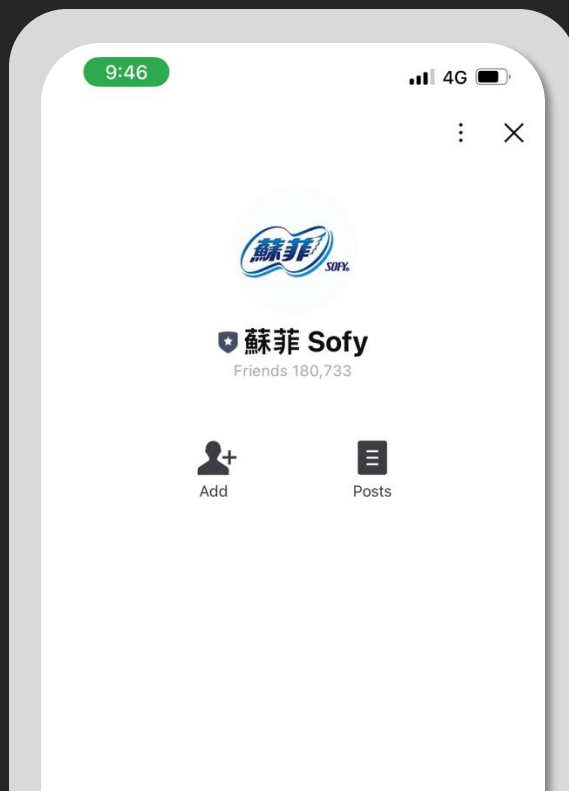 9:46
4G
蘇菲
SOFY®
蘇菲 Sofy
Friends 180,733
Add
Posts